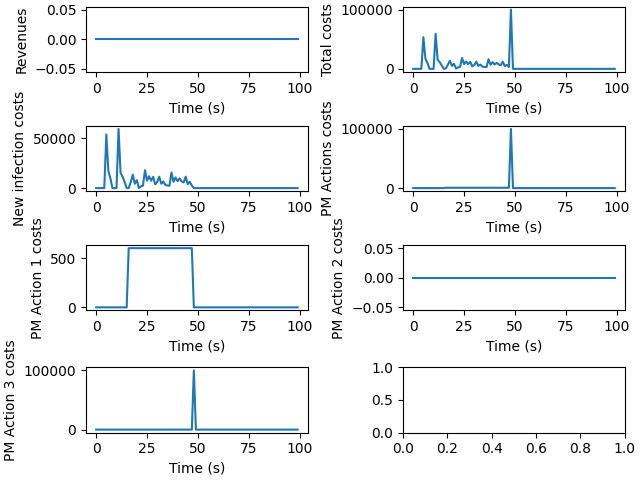 Revenues
0.05
0.00
−0.05
0 25 50 75 100
Time (s)
Total costs
100000
0
0 25 50 75 100
Time (s)
New infection costs
50000
0
0 25 50 75 100
Time (s)
PM Actions costs
100000
0
0 25 50 75 100
Time (s)
PM Action 1 costs
500
0
0 25 50 75 100
Time (s)
PM Action 2 costs
0.05
0.00
−0.05
0 25 50 75 100
Time (s)
PM Action 3 costs
100000
0
0 25 50 75 100
Time (s)
1.0
0.5
0.0
0.0 0.2 0.4 0.6 0.8 1.0